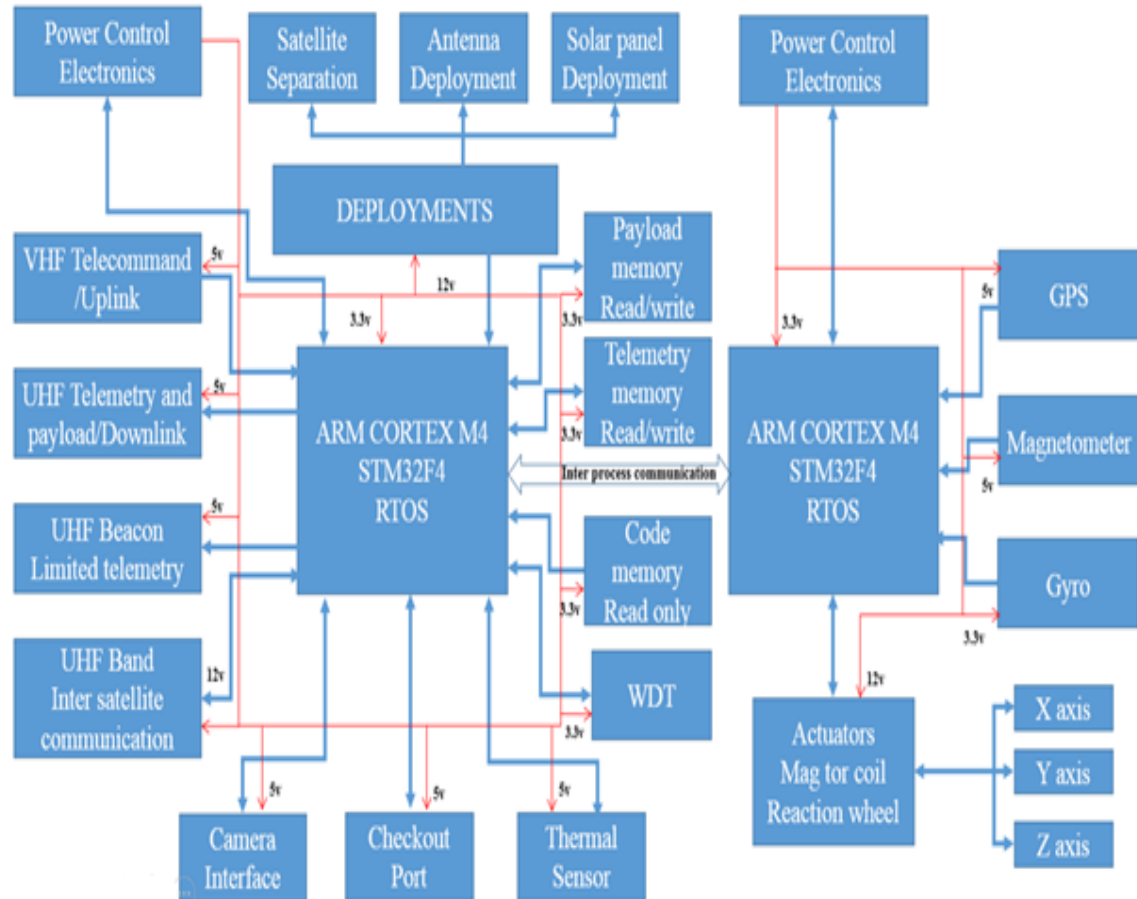 Power Control
Electronics
Satellite
Separation
Antenna
Deployment
Solar panel
Deployment
Power Control
Electronics
DEPLOYMENTS
VHF Telecommand
/Uplink
5v
12v
3.3v
Payload
memory
Read/write
3.3v
5v
GPS
3.3v
UHF Telemetry and
payload/Downlink
5v
ARM CORTEX M4
STM32F4
RTOS
Telemetry
memory
Read/write
3.3v
Inter process communication
ARM CORTEX M4
STM32F4
RTOS
Magnetometer
5v
UHF Beacon
Limited telemetry
5v
Code
memory
Read only
3.3v
Gyro
3.3v
UHF Band
Inter satellite
communication
12v
WDT
3.3v
12v
Actuators
Mag tor coil
Reaction wheel
X axis
Y axis
Z axis
5v
Camera
Interface
5v
Checkout
Port
5v
Thermal
Sensor